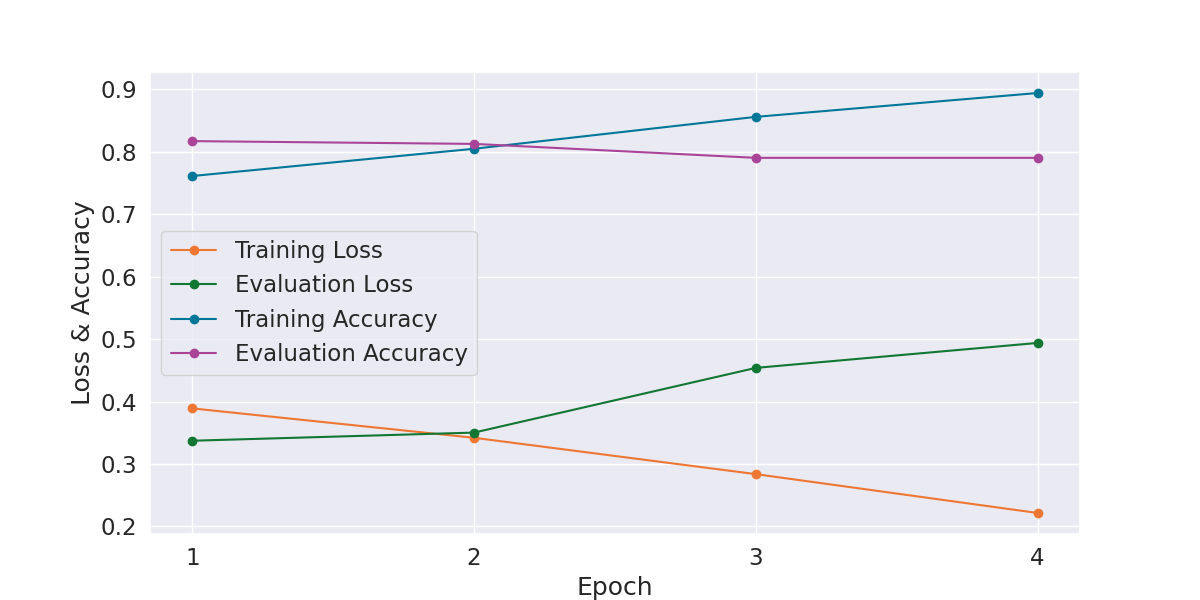 0.9
0.8
0.7
0.6
0.5
0.4
0.3
0.2
Loss & Accuracy
Training Loss
Evaluation Loss
Training Accuracy
Evaluation Accuracy
1 2 3 4
Epoch